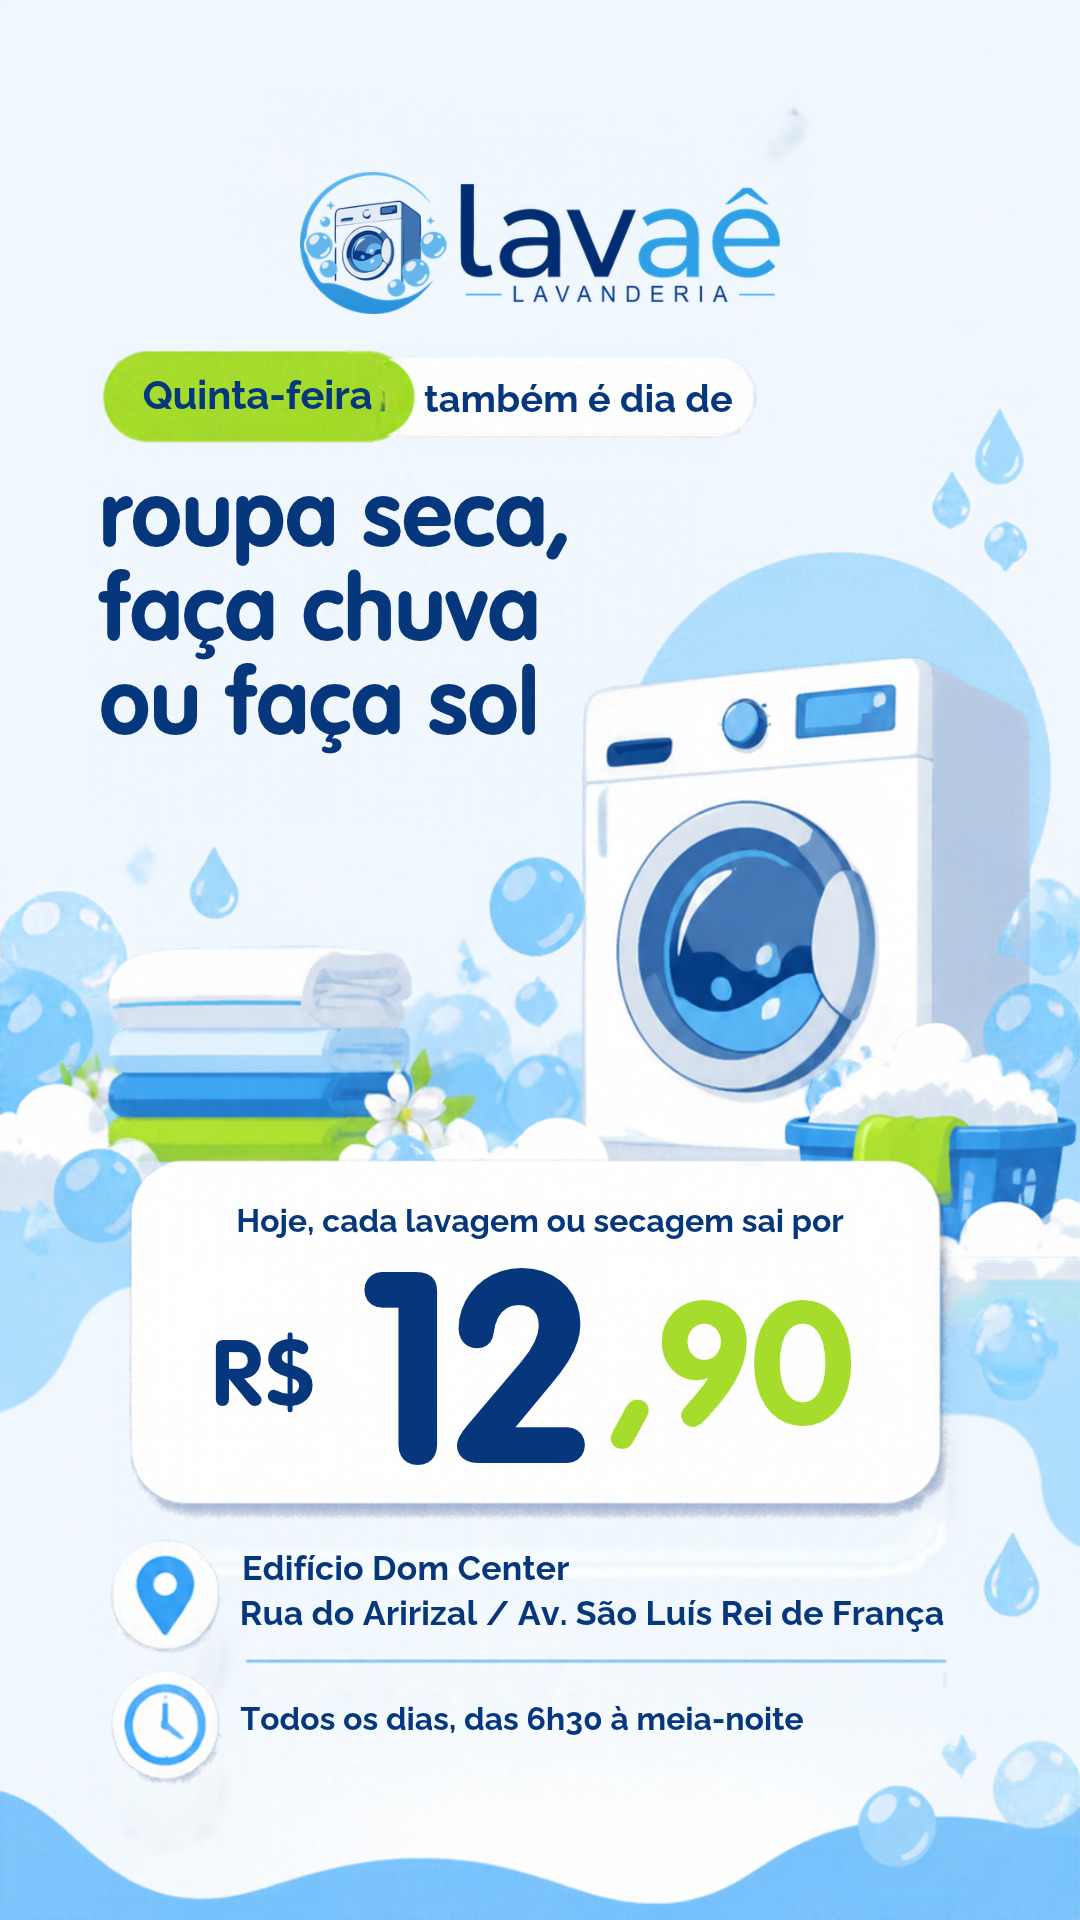 lavaê
LAVANDERIA
Quinta-feira também é dia de
roupa seca,
faça chuva
ou faça sol
Hoje, cada lavagem ou secagem sai por
R$ 12,90
Edifício Dom Center
Rua do Aririzal / Av. São Luís Rei de França
Todos os dias, das 6h30 à meia-noite